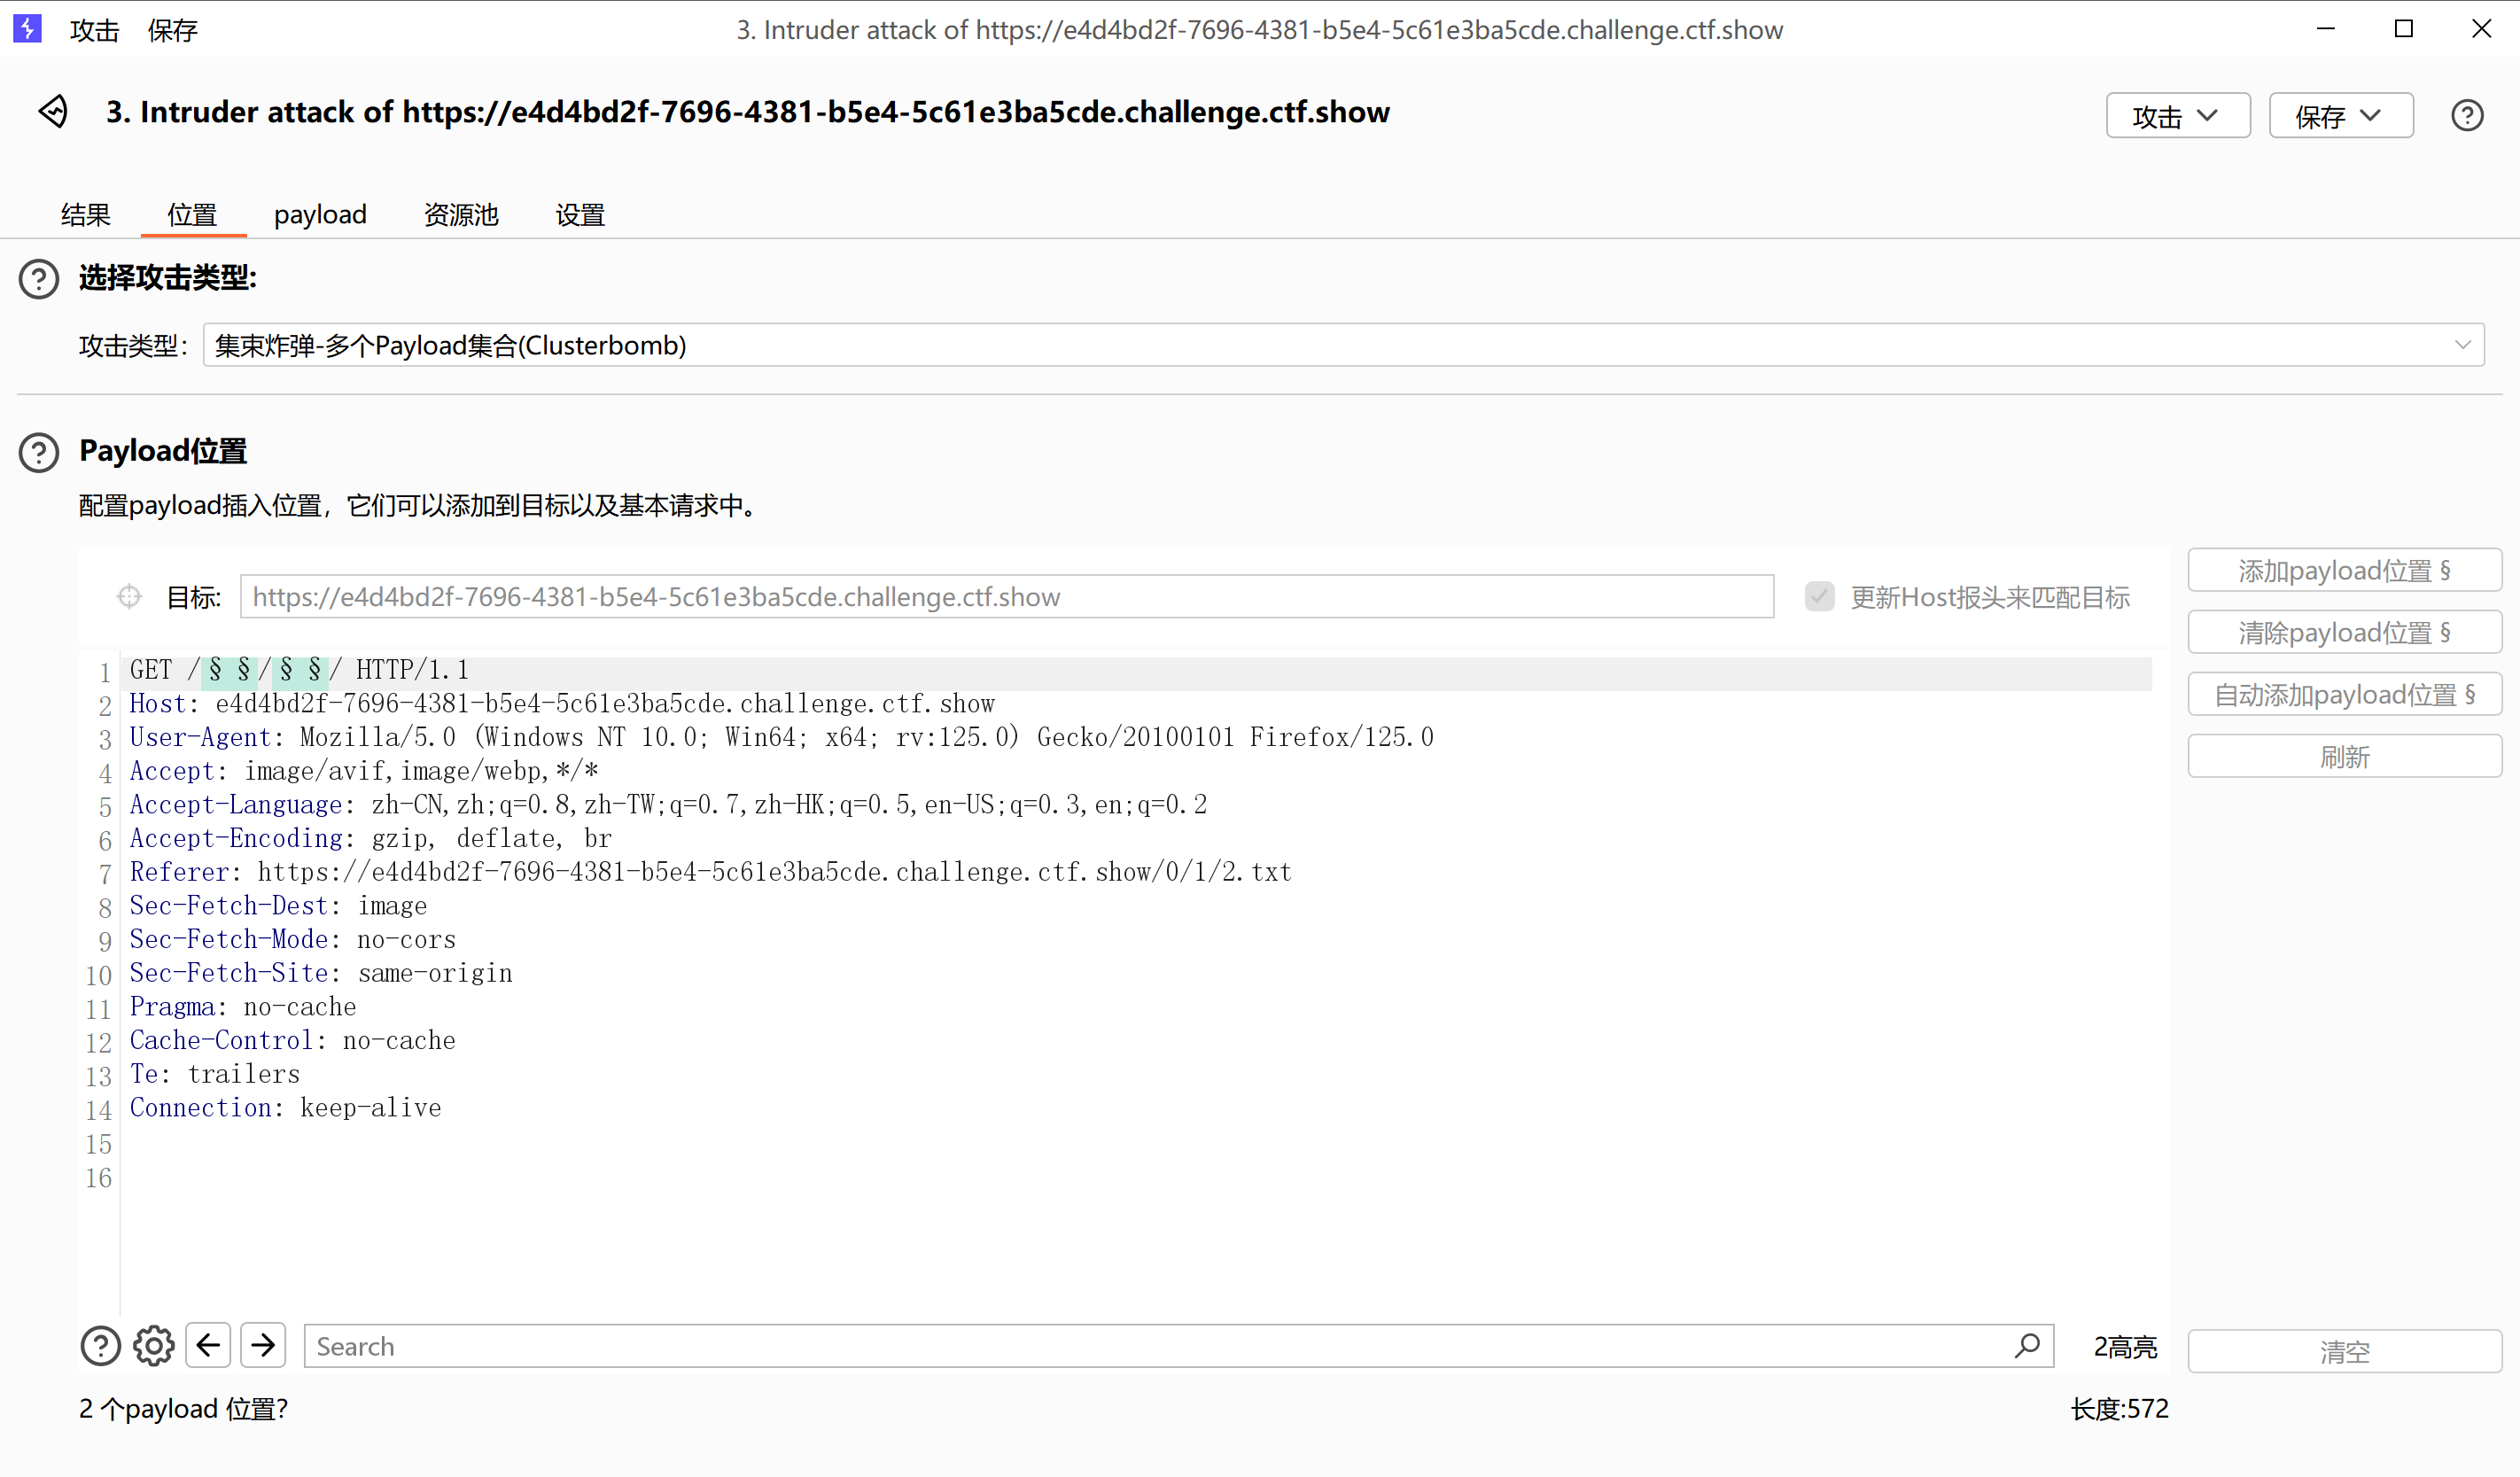 攻击 保存 3. Intruder attack of https://e4d4bd2f-7696-4381-b5e4-5c61e3ba5cde.challenge.ctf.show
3. Intruder attack of https://e4d4bd2f-7696-4381-b5e4-5c61e3ba5cde.challenge.ctf.show 攻击 保存
结果 位置 payload 资源池 设置
选择攻击类型:
攻击类型: 集束炸弹-多个Payload集合(Clusterbomb)
Payload位置
配置payload插入位置，它们可以添加到目标以及基本请求中。
目标: https://e4d4bd2f-7696-4381-b5e4-5c61e3ba5cde.challenge.ctf.show 更新Host报头来匹配目标
添加payload位置 §
清除payload位置 §
自动添加payload位置 §
刷新
1 GET /§ §/§ §/ HTTP/1.1
2 Host: e4d4bd2f-7696-4381-b5e4-5c61e3ba5cde.challenge.ctf.show
3 User-Agent: Mozilla/5.0 (Windows NT 10.0; Win64; x64; rv:125.0) Gecko/20100101 Firefox/125.0
4 Accept: image/avif,image/webp,*/*
5 Accept-Language: zh-CN,zh;q=0.8,zh-TW;q=0.7,zh-HK;q=0.5,en-US;q=0.3,en;q=0.2
6 Accept-Encoding: gzip, deflate, br
7 Referer: https://e4d4bd2f-7696-4381-b5e4-5c61e3ba5cde.challenge.ctf.show/0/1/2.txt
8 Sec-Fetch-Dest: image
9 Sec-Fetch-Mode: no-cors
10 Sec-Fetch-Site: same-origin
11 Pragma: no-cache
12 Cache-Control: no-cache
13 Te: trailers
14 Connection: keep-alive
15
16
Search 2高亮 清空
2 个payload 位置? 长度:572